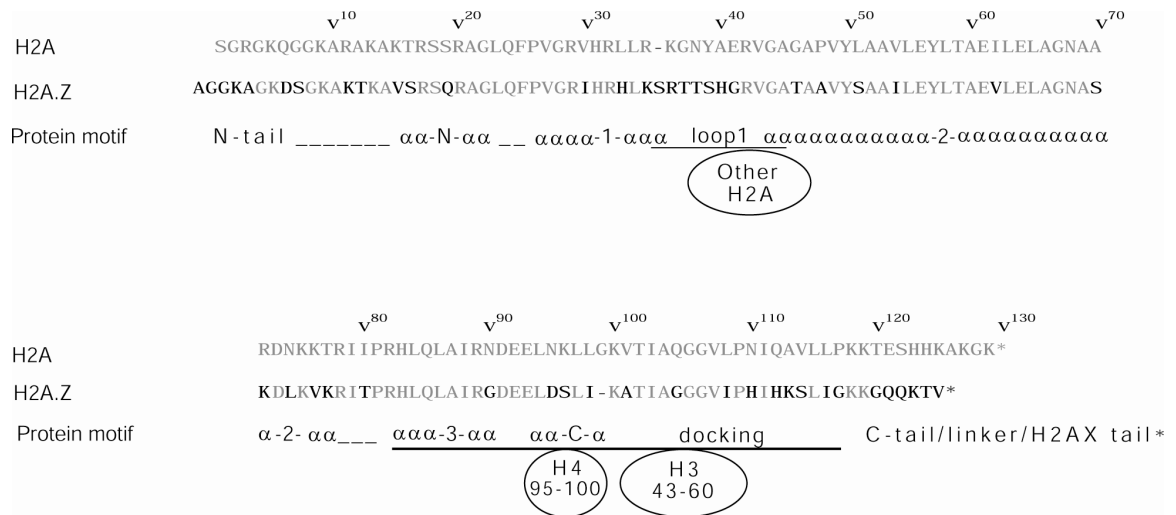 v10 v20 v30 v40 v50 v60 v70
H2A SGRGKQGGKARAKAKTRSSRAGLQFPVGRVHRLLR-KGNYAERVGAGAPVYLAAVLEYLTAEILELAGNAA
H2A.Z AGGKAGKDSGKAKTKAVSRSQRAGLQFPVGRIHRHLKSRTTSHGRVGATAAVYSAAILEYLTAEVLELAGNAS
Protein motif N-tail _______ αα-N-αα __ αααα-1-ααα loop1 ααααααααααα-2-αααααααααα
Other
H2A
v80 v90 v100 v110 v120 v130
H2A RDNKKTRIIPRHLQLAIRNDEELNKLLGKVTIAQGGVLPNIQAVLLPKKTESHHKAKGK*
H2A.Z KDLKVKRITPRHLQLAIRGDEELDSLI-KATIAGGGVIPHIHKSLIGKKGQQKTV*
Protein motif α-2-αα___ ααα-3-αα αα-C-α docking C-tail/linker/H2AX tail*
H4 H3
95-100 43-60